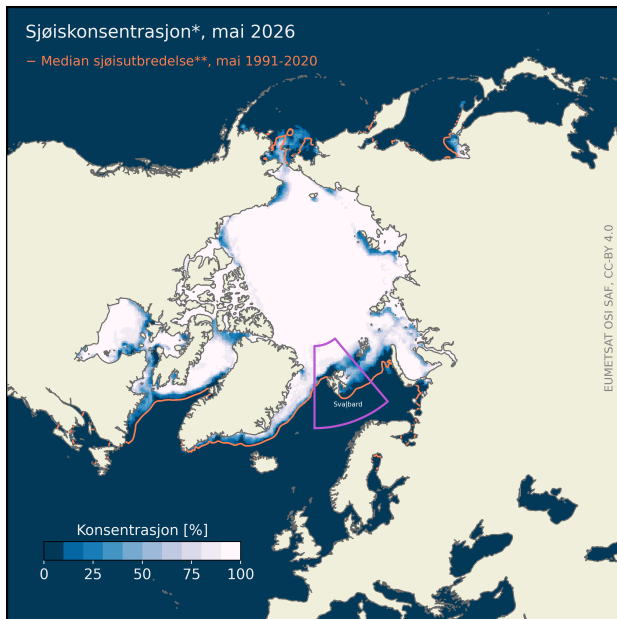 Sjøiskonsentrasjon*, mai 2026
− Median sjøisutbredelse**, mai 1991-2020
EUMETSAT OSI SAF, CC-BY 4.0
Svalbard
Konsentrasjon [%]
0 25 50 75 100